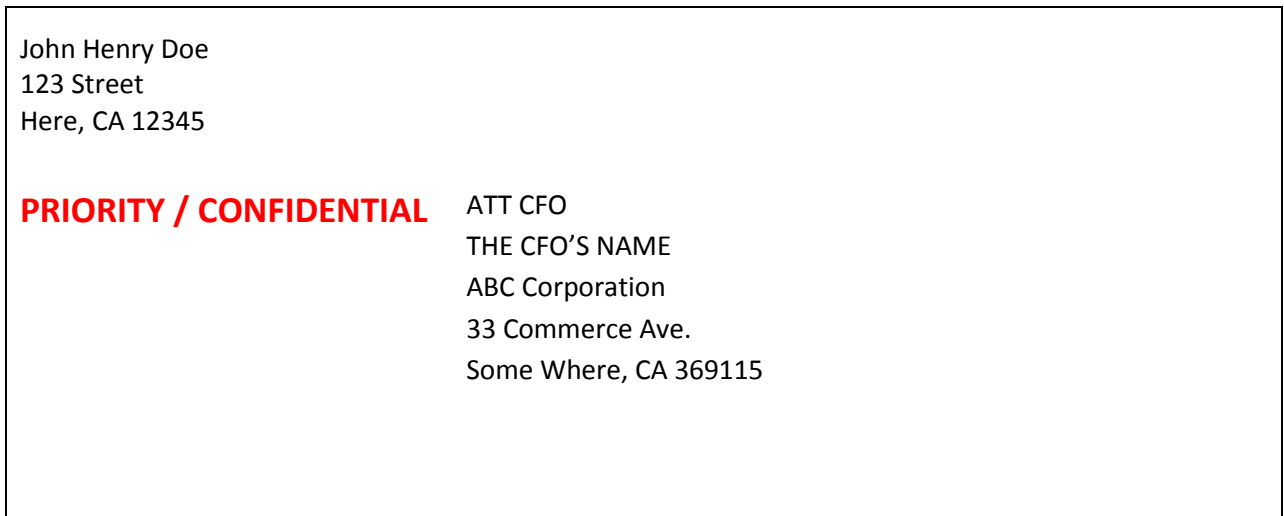 John Henry Doe
123 Street
Here, CA 12345
PRIORITY / CONFIDENTIAL
ATT CFO
THE CFO’S NAME
ABC Corporation
33 Commerce Ave.
Some Where, CA 369115